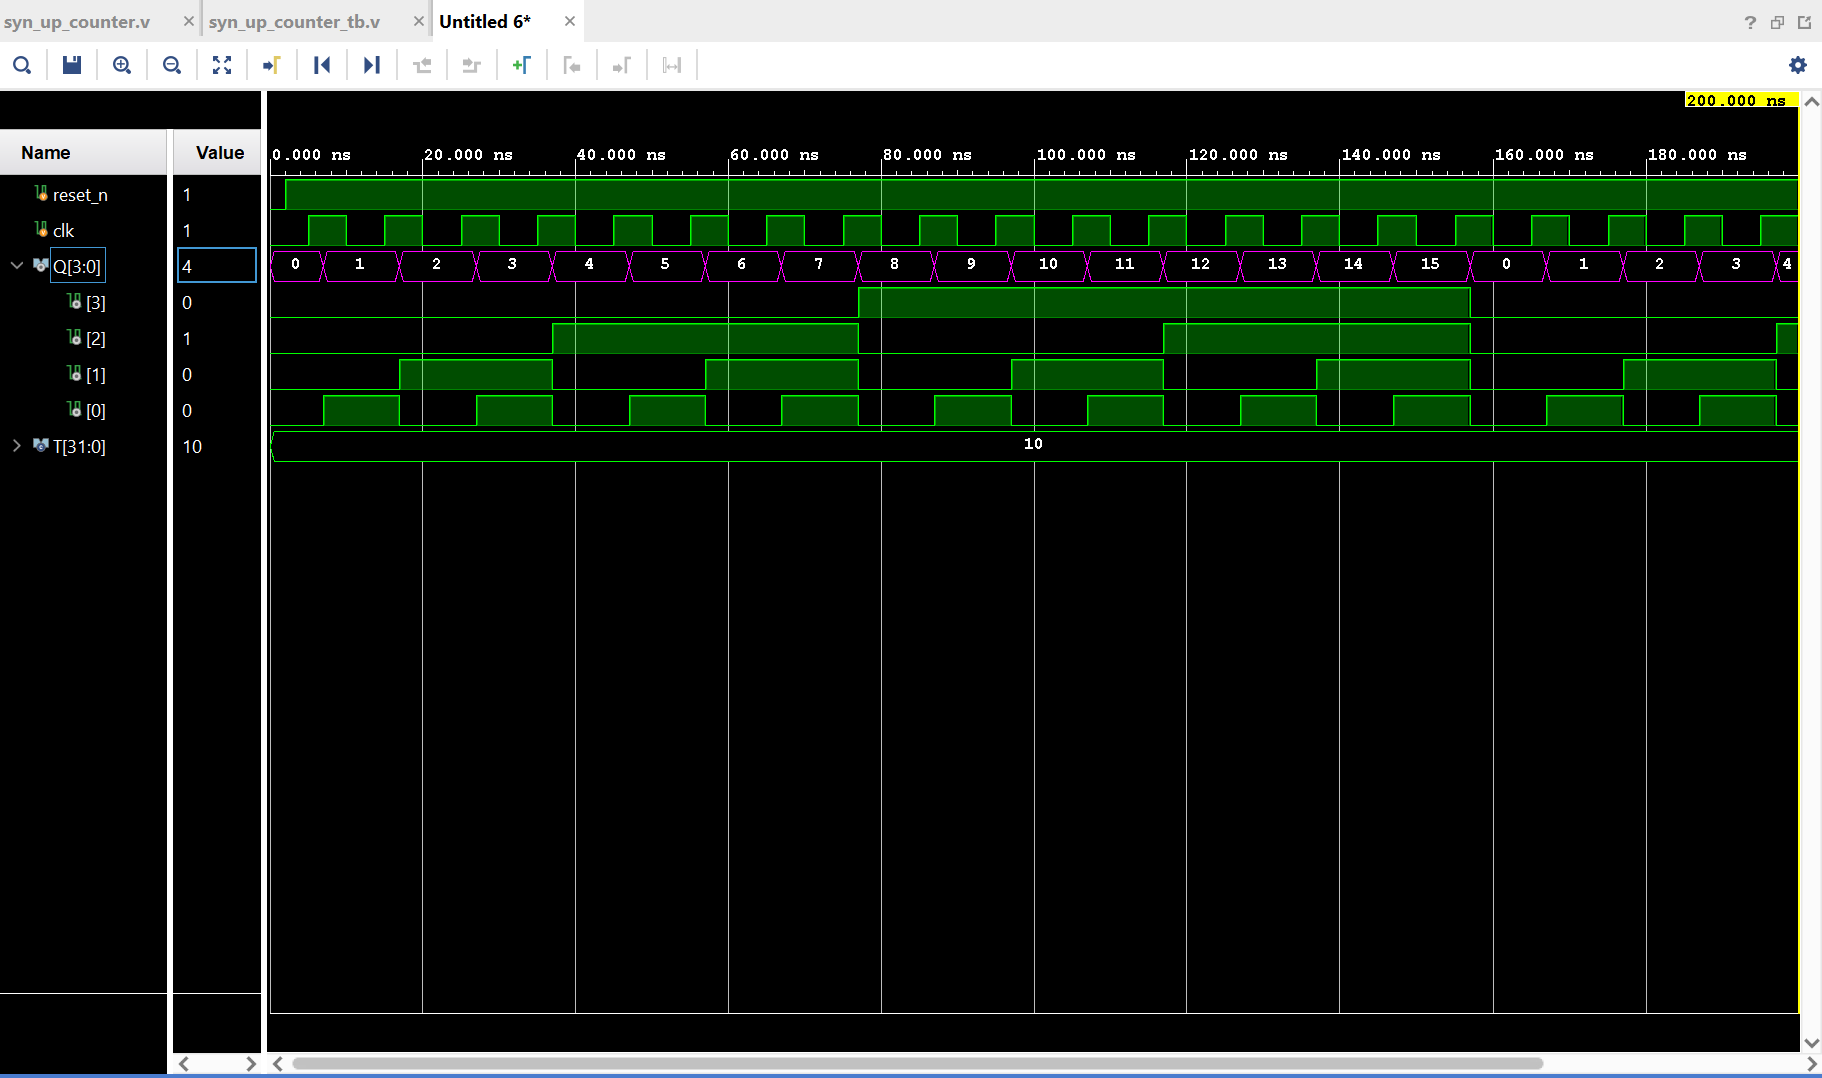 syn_up_counter.v × syn_up_counter_tb.v × Untitled 6* ×
?
200.000 ns
Name Value
0.000 ns 20.000 ns 40.000 ns 60.000 ns 80.000 ns 100.000 ns 120.000 ns 140.000 ns 160.000 ns 180.000 ns
reset_n 1
clk 1
Q[3:0] 4 0 1 2 3 4 5 6 7 8 9 10 11 12 13 14 15 0 1 2 3 4
[3] 0
[2] 1
[1] 0
[0] 0
T[31:0] 10 10